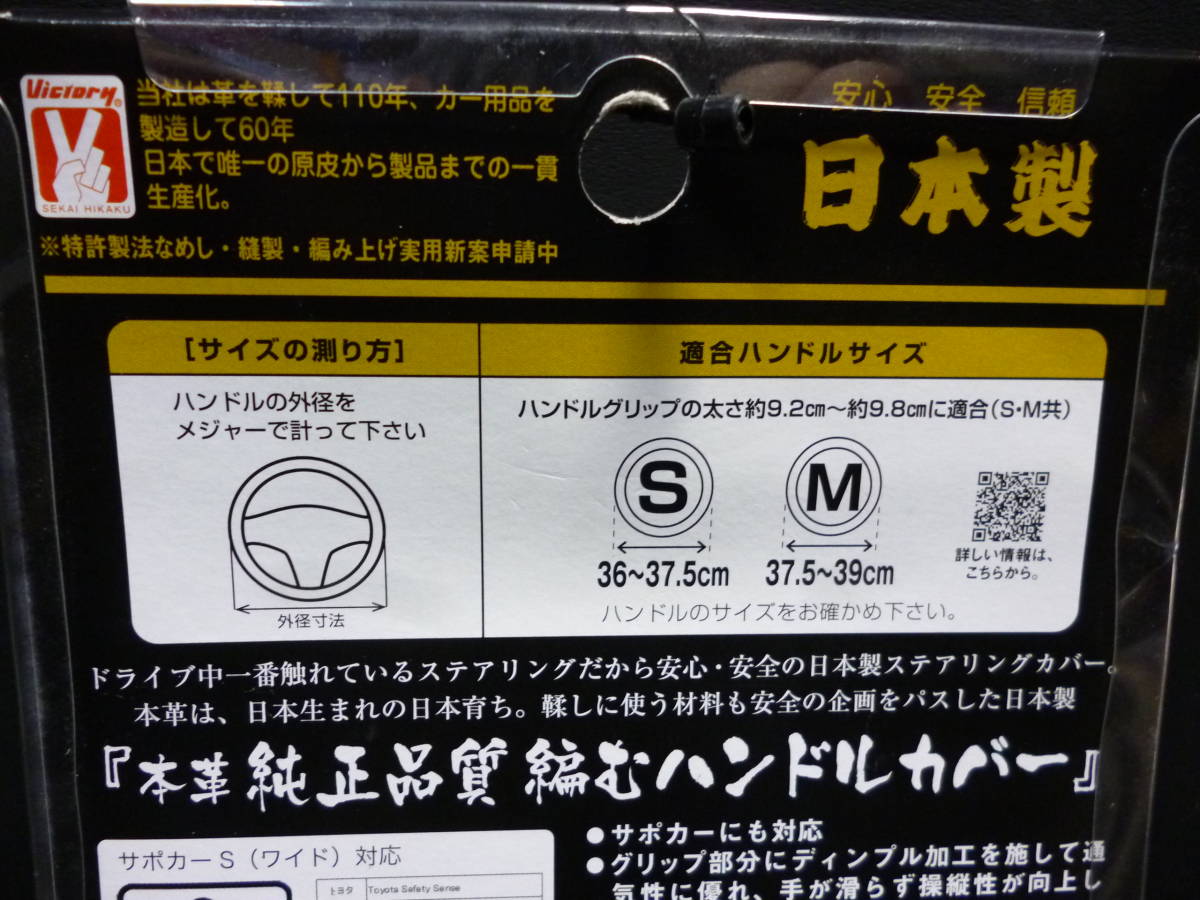 Victory®
SEKAI HIKAKU
当社は革を鞣して110年、カー用品を
製造して60年
日本で唯一の原皮から製品までの一貫
生産化。
※特許製法なめし・縫製・編み上げ実用新案申請中
安心 安全 信頼
日本製
[サイズの測り方]
ハンドルの外径を
メジャーで計って下さい
外径寸法
適合ハンドルサイズ
ハンドルグリップの太さ約9.2㎝〜約9.8㎝に適合(S・M共)
S
M
36~37.5cm
37.5~39cm
ハンドルのサイズをお確かめ下さい。
詳しい情報は、
こちらから。
ドライブ中一番触れているステアリングだから安心・安全の日本製ステアリングカバー。
本革は、日本生まれの日本育ち。鞣しに使う材料も安全の企画をパスした日本製
『本革純正品質編むハンドルカバー』
サポカーS(ワイド)対応
トヨタ
Toyota Safety Sense
●サポカーにも対応
●グリップ部分にディンプル加工を施して通
気性に優れ、手が滑らず操縦性が向上し